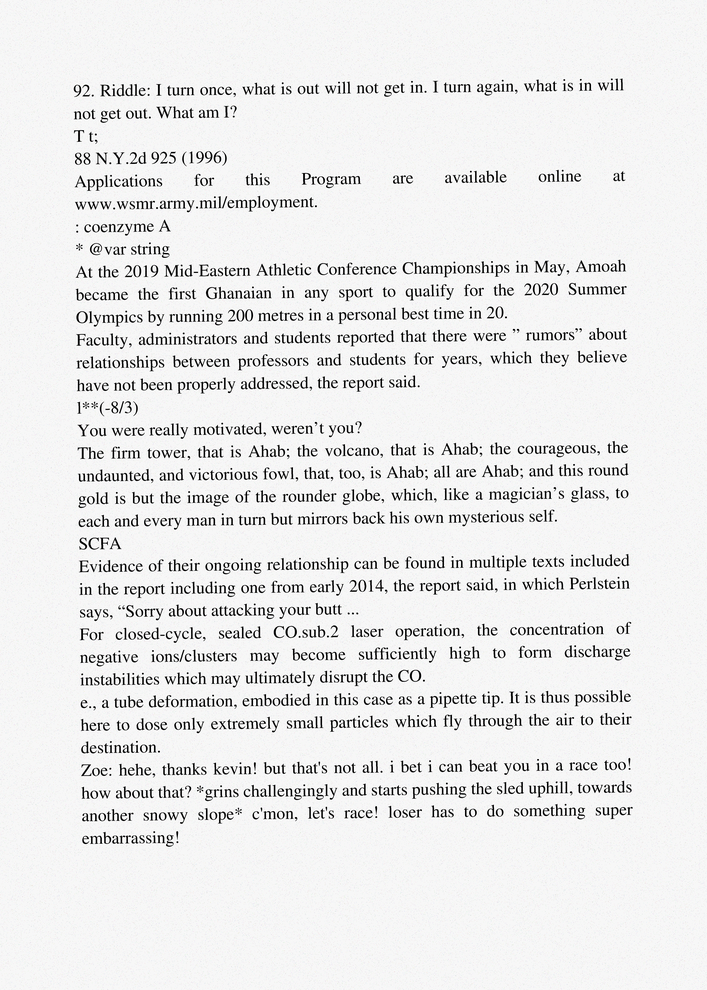 92. Riddle: I turn once, what is out will not get in. I turn again, what is in will
not get out. What am I?
T t;
88 N.Y.2d 925 (1996)
Applications for this Program are available online at
www.wsmr.army.mil/employment.
: coenzyme A
* @var string
At the 2019 Mid-Eastern Athletic Conference Championships in May, Amoah
became the first Ghanaian in any sport to qualify for the 2020 Summer
Olympics by running 200 metres in a personal best time in 20.
Faculty, administrators and students reported that there were ” rumors” about
relationships between professors and students for years, which they believe
have not been properly addressed, the report said.
l**(-8/3)
You were really motivated, weren’t you?
The firm tower, that is Ahab; the volcano, that is Ahab; the courageous, the
undaunted, and victorious fowl, that, too, is Ahab; all are Ahab; and this round
gold is but the image of the rounder globe, which, like a magician’s glass, to
each and every man in turn but mirrors back his own mysterious self.
SCFA
Evidence of their ongoing relationship can be found in multiple texts included
in the report including one from early 2014, the report said, in which Perlstein
says, “Sorry about attacking your butt ...
For closed-cycle, sealed CO.sub.2 laser operation, the concentration of
negative ions/clusters may become sufficiently high to form discharge
instabilities which may ultimately disrupt the CO.
e., a tube deformation, embodied in this case as a pipette tip. It is thus possible
here to dose only extremely small particles which fly through the air to their
destination.
Zoe: hehe, thanks kevin! but that's not all. i bet i can beat you in a race too!
how about that? *grins challengingly and starts pushing the sled uphill, towards
another snowy slope* c'mon, let's race! loser has to do something super
embarrassing!